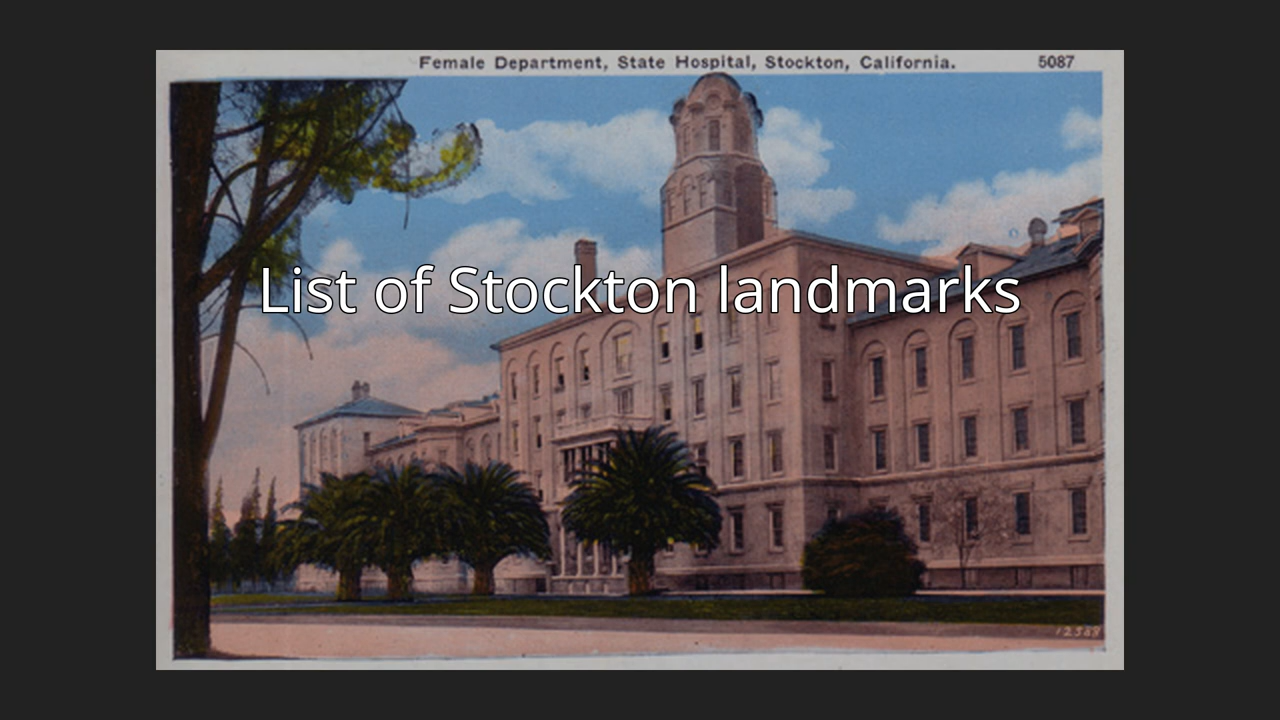 Female Department, State Hospital, Stockton, California. 5087
List of Stockton landmarks